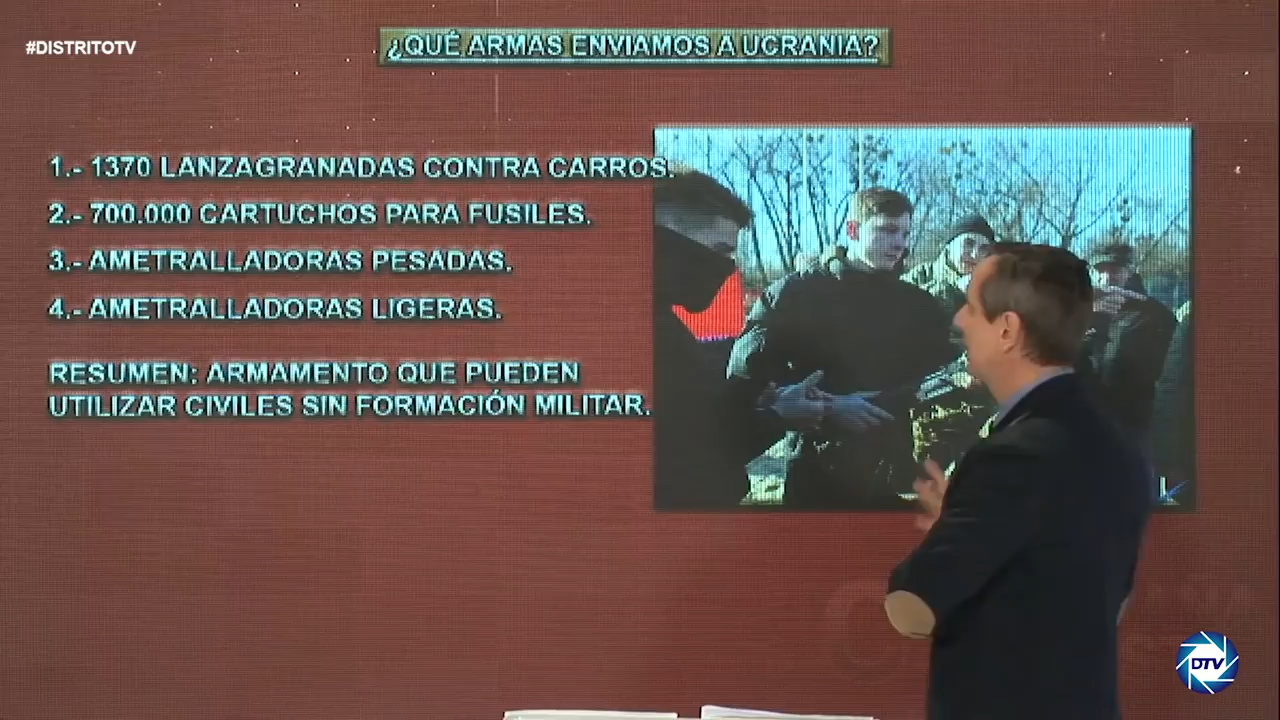 #DISTRITOTV
¿QUÉ ARMAS ENVIAMOS A UCRANIA?
1.- 1370 LANZAGRANADAS CONTRA CARROS.
2.- 700.000 CARTUCHOS PARA FUSILES.
3.- AMETRALLADORAS PESADAS.
4.- AMETRALLADORAS LIGERAS.
RESUMEN: ARMAMENTO QUE PUEDEN
UTILIZAR CIVILES SIN FORMACIÓN MILITAR.
DTV